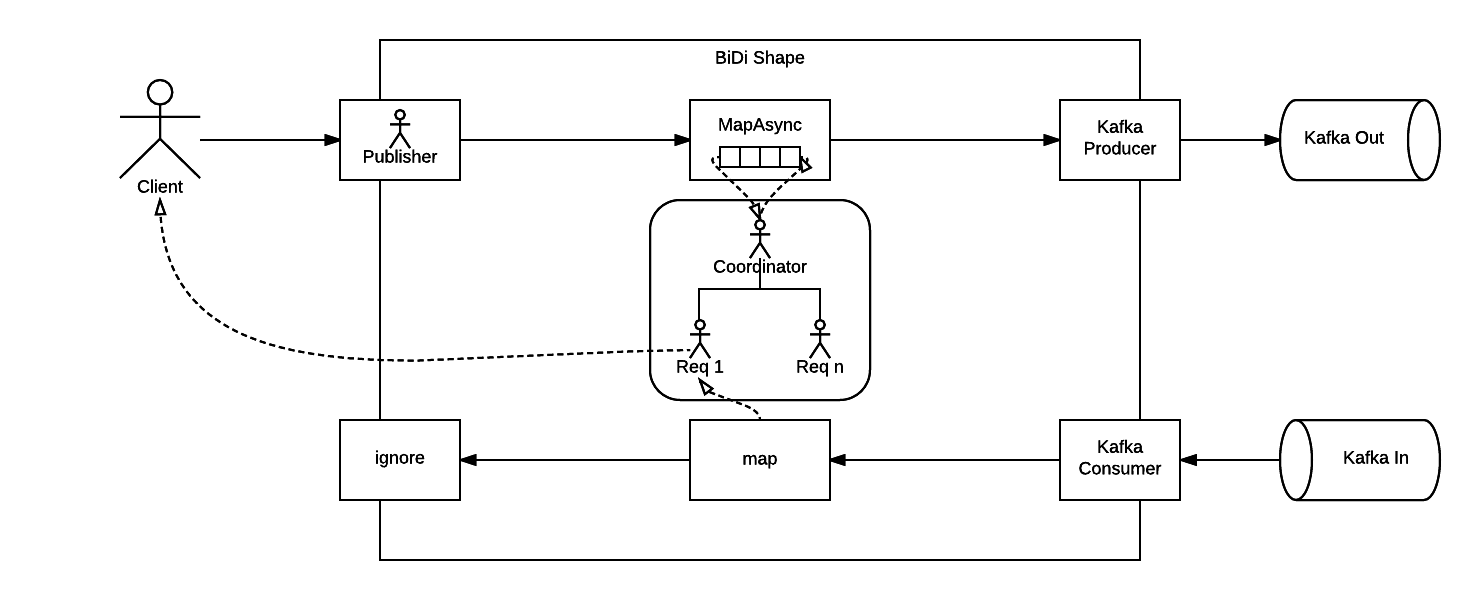 BiDi Shape
Client
Publisher
MapAsync
Kafka
Producer
Kafka Out
Coordinator
Req 1
Req n
ignore
map
Kafka
Consumer
Kafka In